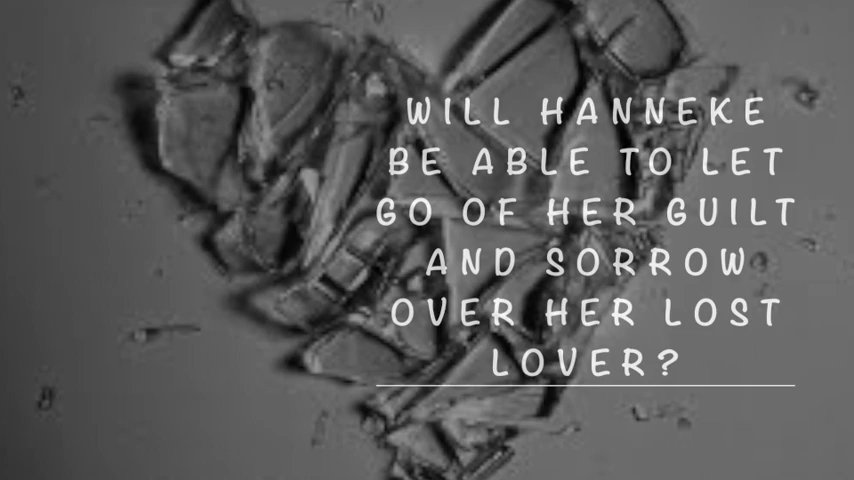 WILL HANNEKE
BE ABLE TO LET
GO OF HER GUILT
AND SORROW
OVER HER LOST
LOVER?